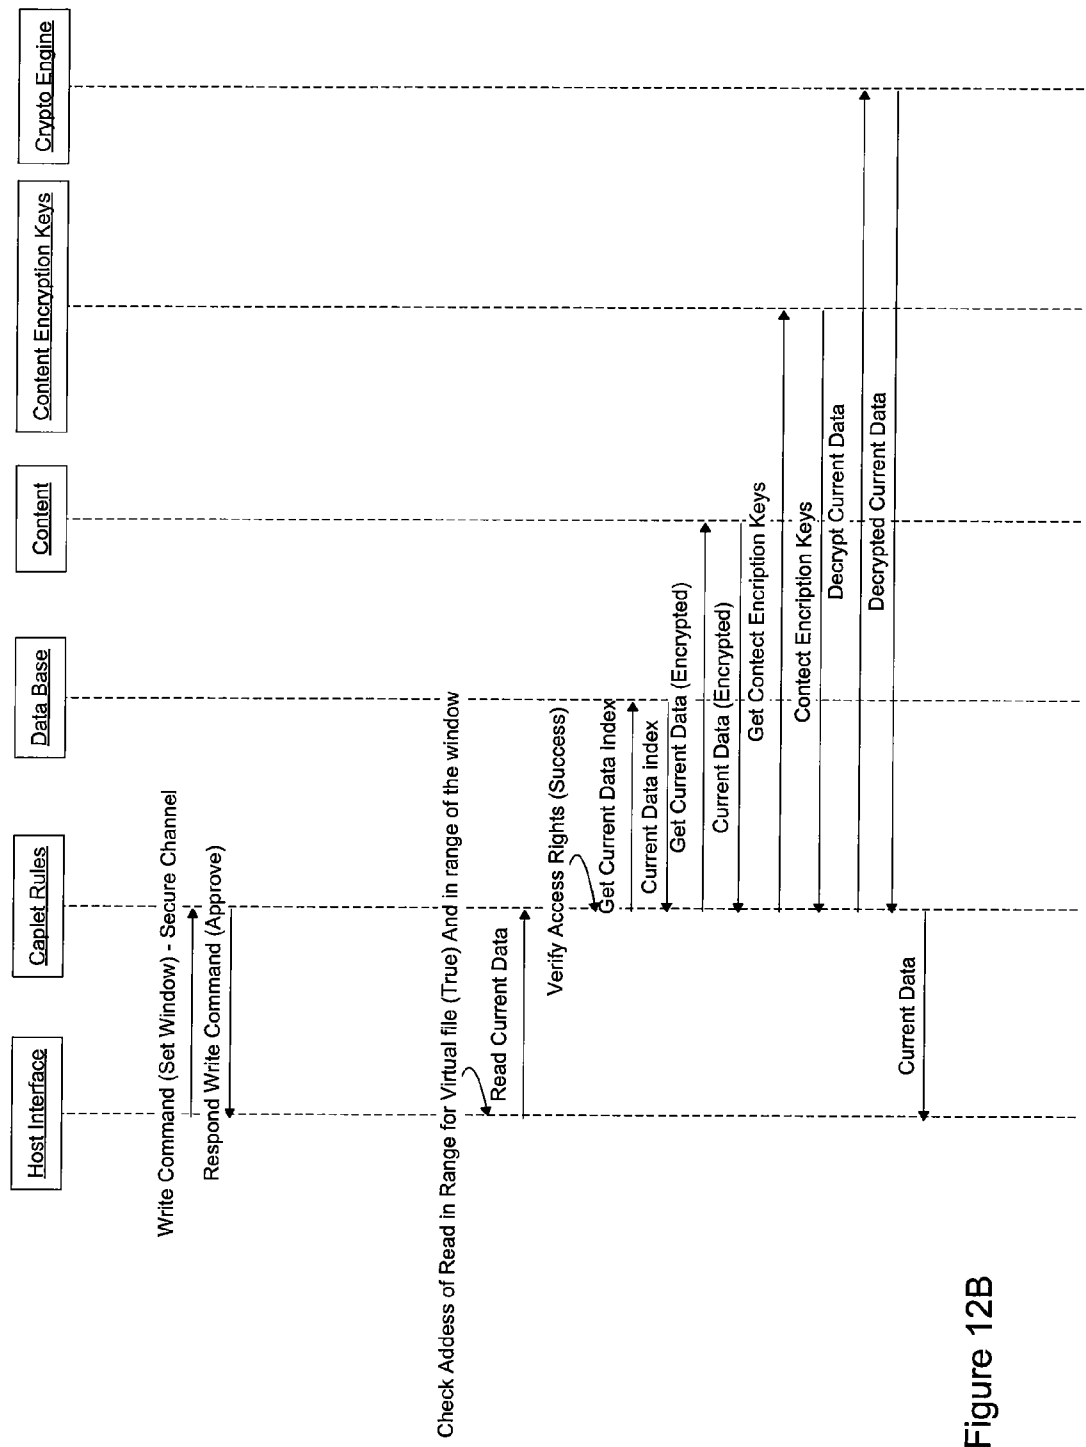 Host Interface
Caplet Rules
Data Base
Content
Content Encryption Keys
Crypto Engine
Write Command (Set Window) - Secure Channel
Respond Write Command (Approve)
Check Addess of Read in Range for Virtual file (True) And in range of the window
Read Current Data
Verify Access Rights (Success)
Get Current Data Index
Current Data index
Get Current Data (Encrypted)
Current Data (Encrypted)
Get Contect Encription Keys
Contect Encription Keys
Decrypt Current Data
Decrypted Current Data
Current Data
Figure 12B